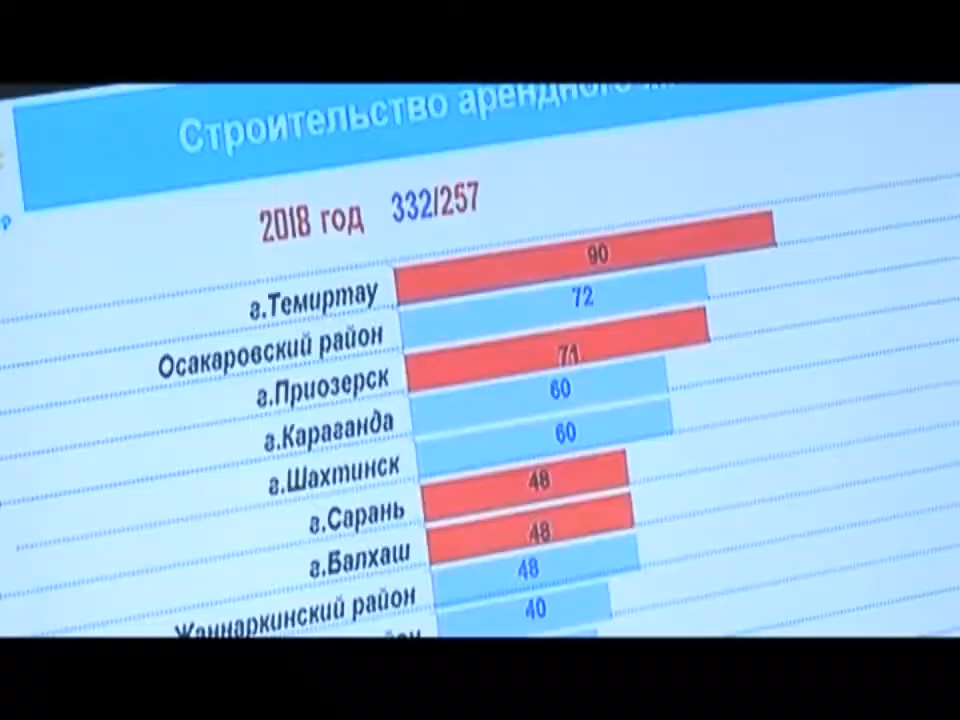 Строительство арендного
2018 год 332/257
г.Темиртау 90
Осакаровский район 72
г.Приозерск 71
г.Караганда 60
г.Шахтинск 60
г.Сарань 48
г.Балхаш 48
Жаннаркинский район 48
40